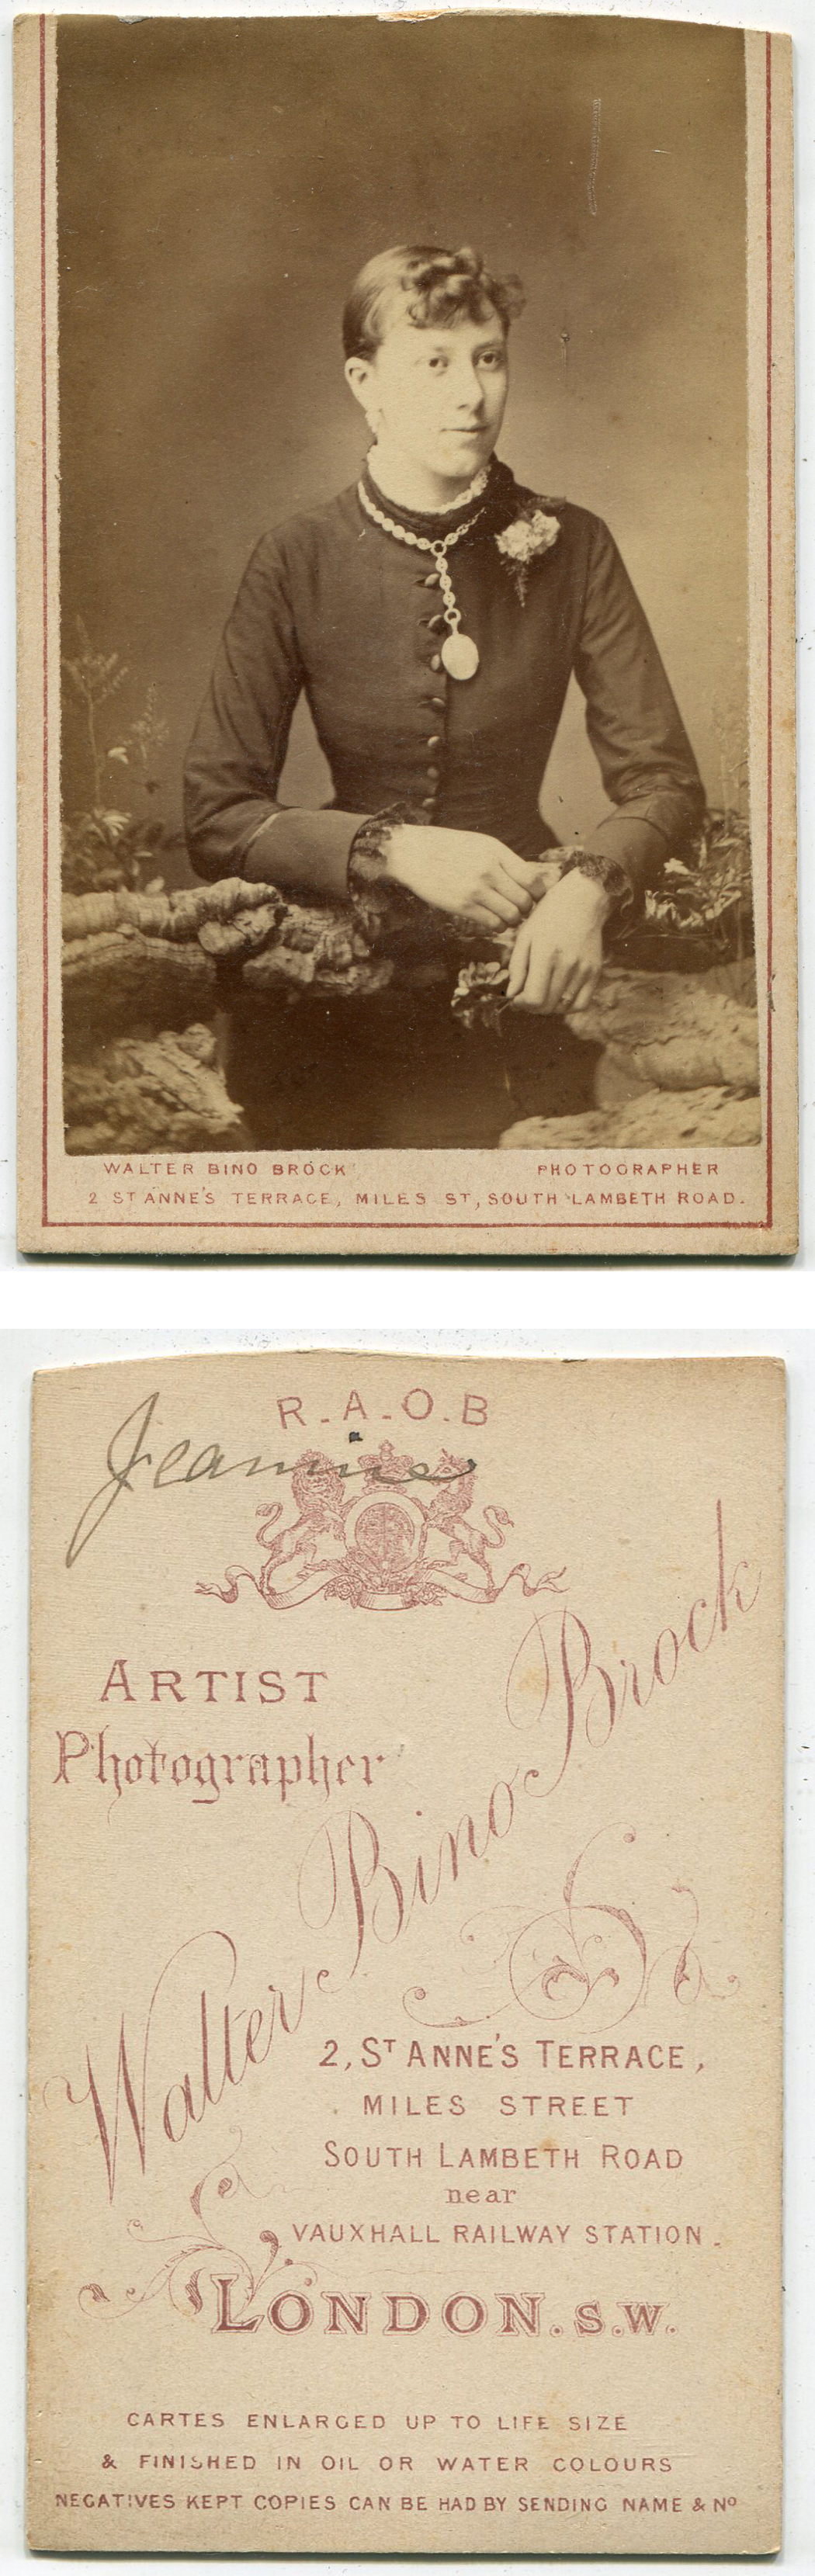 WALTER BINO BROCK PHOTOGRAPHER
2 ST ANNE'S TERRACE, MILES ST, SOUTH LAMBETH ROAD.
R.A.O.B
Jeannine
ARTIST
Photographer
Walter Bino Brock
2, ST ANNE'S TERRACE,
MILES STREET
SOUTH LAMBETH ROAD
near
VAUXHALL RAILWAY STATION.
LONDON. S.W.
CARTES ENLARGED UP TO LIFE SIZE
& FINISHED IN OIL OR WATER COLOURS
NEGATIVES KEPT COPIES CAN BE HAD BY SENDING NAME & No